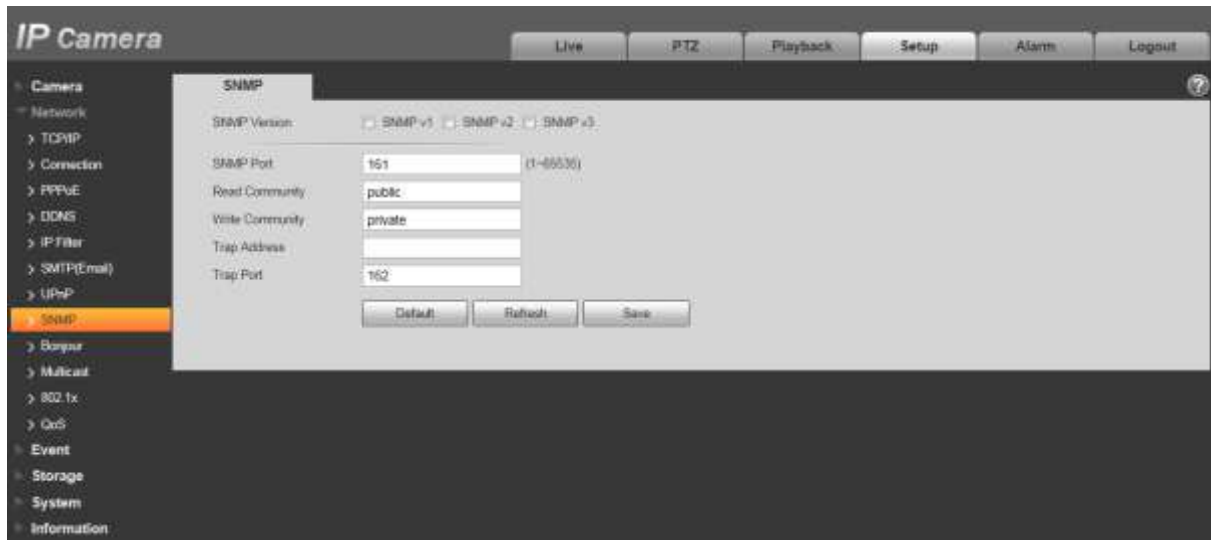 IP Camera
Live PTZ Playback Setup Alarm Logout
Camera
Network
TCP/IP
Connection
PPPoE
DDNS
IP Filter
SMTP(Email)
UPnP
SNMP
Bonjour
Multicast
802.1x
QoS
Event
Storage
System
Information
SNMP
SNMP Version SNMP v1 SNMP v2 SNMP v3
SNMP Port 161 (1~65535)
Read Community public
Write Community private
Trap Address
Trap Port 162
Default Refresh Save
?